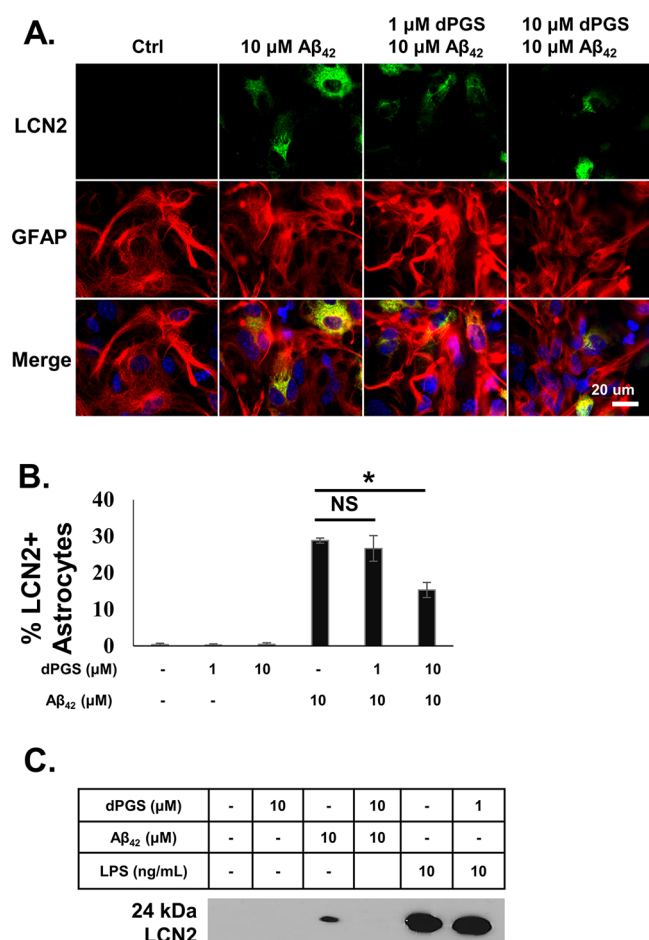 A.
Ctrl
10 µM Aβ₄₂
1 µM dPGS
10 µM Aβ₄₂
10 µM dPGS
10 µM Aβ₄₂
LCN2
GFAP
Merge
20 um
B.
% LCN2+
Astrocytes
40
30
20
10
0
*
NS
dPGS (µM) - 1 10 - 1 10
Aβ₄₂ (µM) - - 10 10 10
C.
dPGS (µM) - 10 - 10 - 1
Aβ₄₂ (µM) - - 10 10 - -
LPS (ng/mL) - - - 10 10
24 kDa
LCN2